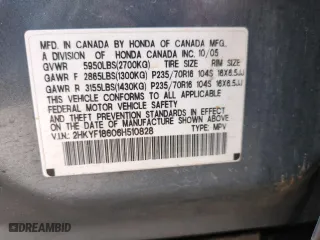 MFD. IN CANADA BY HONDA OF CANADA MFG.
A DIVISION OF HONDA CANADA INC. 10/05
GVWR 5950LBS(2700KG) TIRE SIZE RIM SIZE
GAWR F 2865LBS(1300KG) P235/70R16 104S 16X6.5JJ
GAWR R 3155LBS(1430KG) P235/70R16 104S 16X6.5JJ
THIS VEHICLE CONFORMS TO ALL APPLICABLE
FEDERAL MOTOR VEHICLE SAFETY STANDARDS
IN EFFECT ON THE DATE OF MANUFACTURE SHOWN ABOVE.
V.I.N.: 2HKYF18606H510828 TYPE: MPV
DREAMBID